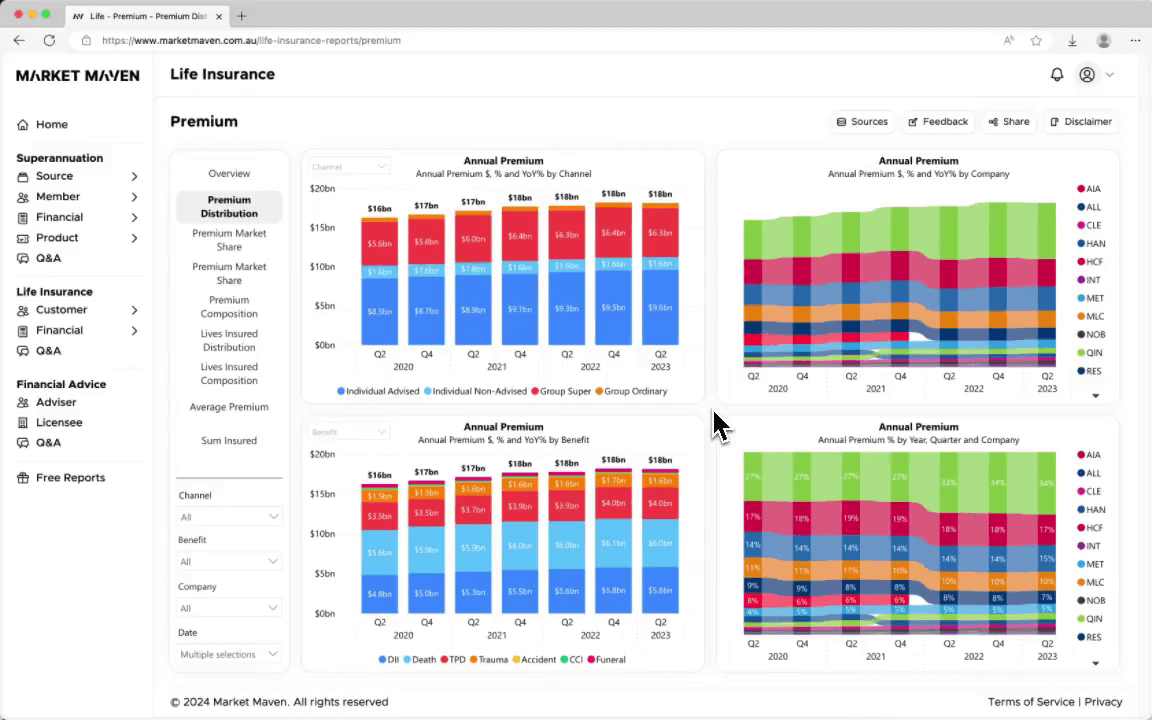 Life - Premium - Premium Dis
https://www.marketmaven.com.au/life-insurance-reports/premium
MARKET MAVEN
Life Insurance
Home
Superannuation
Source
Member
Financial
Product
Q&A
Life Insurance
Customer
Financial
Q&A
Financial Advice
Adviser
Licensee
Q&A
Free Reports
Premium
Sources
Feedback
Share
Disclaimer
Overview
Premium
Distribution
Premium Market
Share
Premium Market
Share
Premium
Composition
Lives Insured
Distribution
Lives Insured
Composition
Average Premium
Sum Insured
Channel
All
Benefit
All
Company
All
Date
Multiple selections
Channel
Annual Premium
Annual Premium $, % and YoY% by Channel
$20bn
$15bn
$10bn
$5bn
$0bn
$16bn $17bn $17bn $18bn $18bn $18bn $18bn
$5.6bn $5.8bn $6.0bn $6.4bn $6.3bn $6.4bn $6.3bn
$1.6bn $1.6bn $1.8bn $1.6bn $1.5bn $1.6bn $1.6bn
$8.5bn $8.7bn $8.9bn $9.1bn $9.3bn $9.5bn $9.6bn
Q2 Q4 Q2 Q4 Q2 Q4 Q2
2020 2021 2022 2023
Individual Advised Individual Non-Advised Group Super Group Ordinary
Annual Premium
Annual Premium $, % and YoY% by Company
AIA
ALL
CLE
HAN
HCF
INT
MET
MLC
NOB
QIN
RES
Q2 Q4 Q2 Q4 Q2 Q4 Q2
2020 2021 2022 2023
Benefit
Annual Premium
Annual Premium $, % and YoY% by Benefit
$20bn
$15bn
$10bn
$5bn
$0bn
$16bn $17bn $17bn $18bn $18bn $18bn $18bn
$1.5bn $1.5bn $1.6bn $1.6bn $1.6bn $1.7bn $1.6bn
$3.5bn $3.5bn $3.7bn $3.9bn $3.9bn $4.0bn $4.0bn
$5.6bn $5.9bn $5.9bn $6.0bn $6.0bn $6.1bn $6.0bn
$4.8bn $5.0bn $5.3bn $5.5bn $5.6bn $5.8bn $5.8bn
Q2 Q4 Q2 Q4 Q2 Q4 Q2
2020 2021 2022 2023
DII Death TPD Trauma Accident CCI Funeral
Annual Premium
Annual Premium % by Year, Quarter and Company
27% 27% 27% 27% 33% 34% 34%
17% 18% 19% 19% 18% 18% 17%
14% 14% 14% 14% 14% 14% 15%
11% 11% 11% 10% 10% 10% 10%
9% 9% 8% 8% 8% 8% 7%
8% 6% 6% 6%
4% 5% 5% 5% 5% 5% 5%
AIA
ALL
CLE
HAN
HCF
INT
MET
MLC
NOB
QIN
RES
Q2 Q4 Q2 Q4 Q2 Q4 Q2
2020 2021 2022 2023
© 2024 Market Maven. All rights reserved
Terms of Service | Privacy